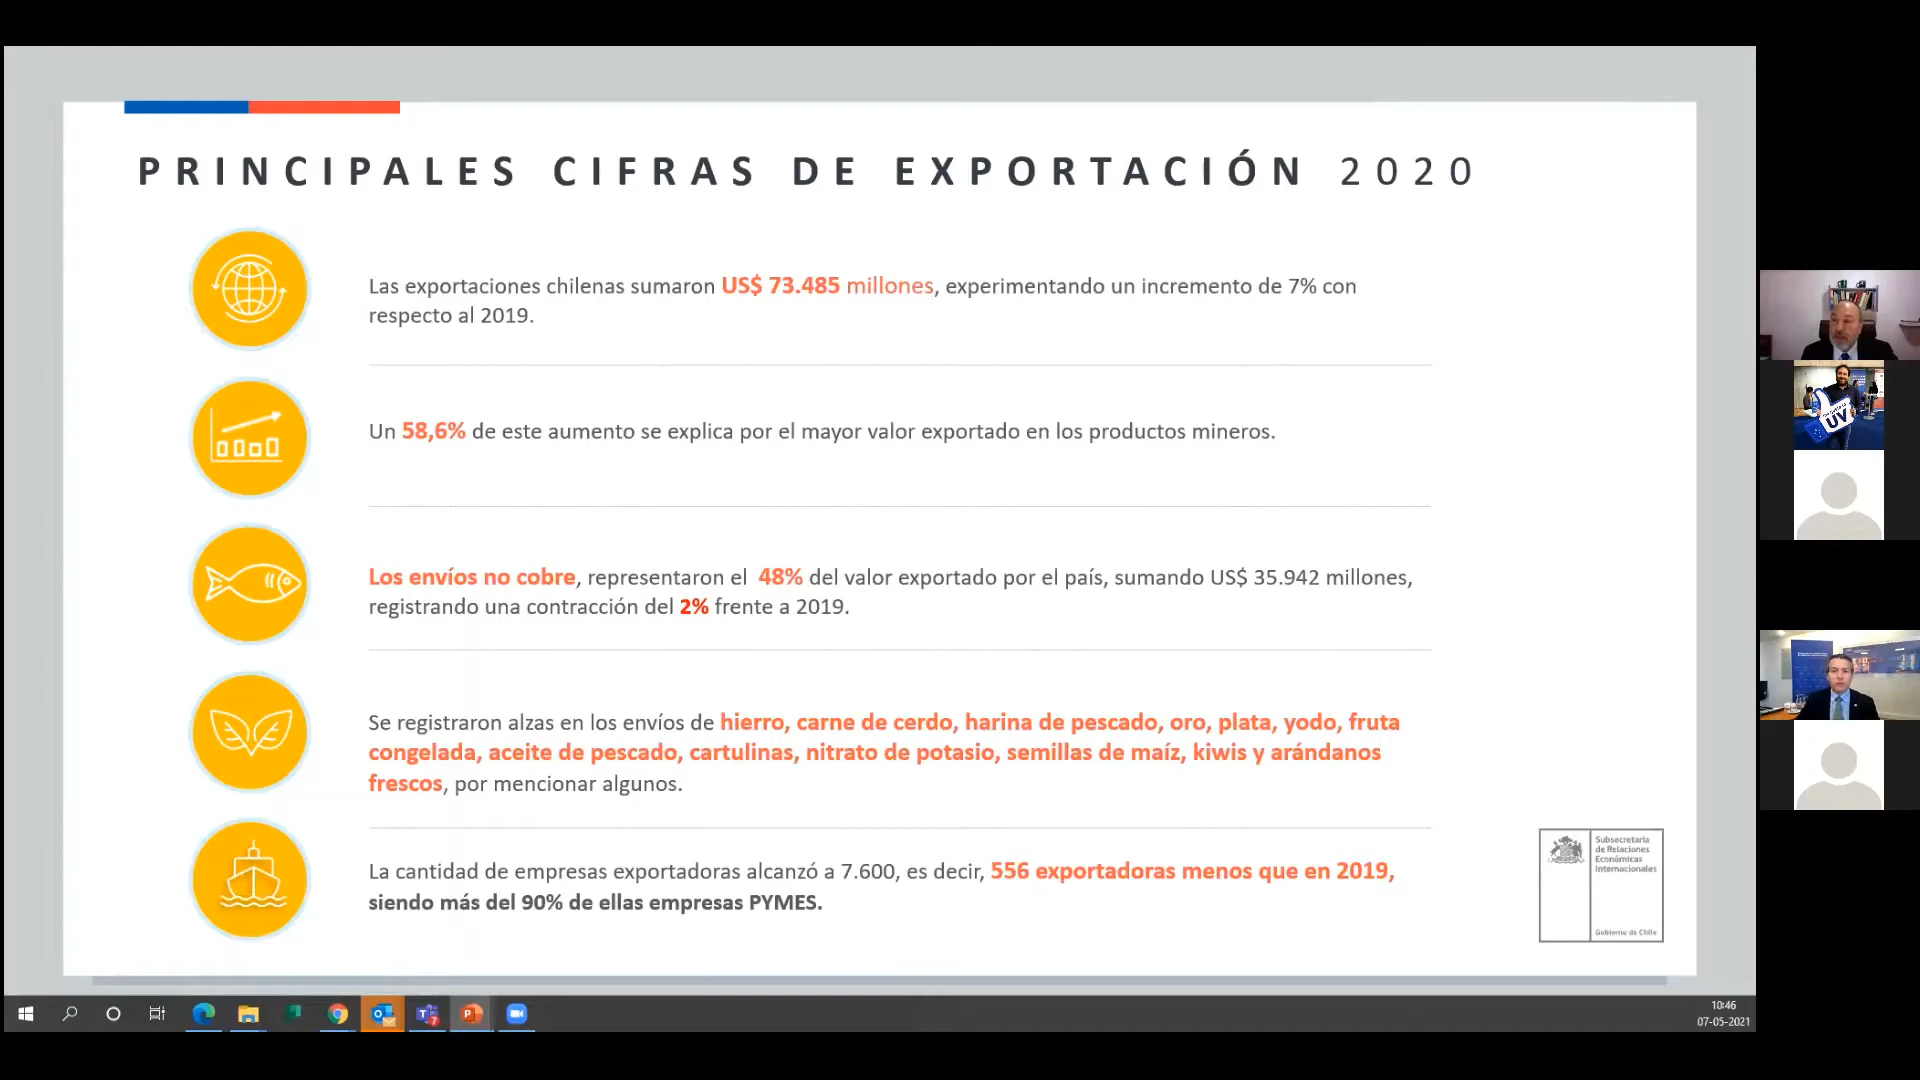 PRINCIPALES CIFRAS DE EXPORTACIÓN 2020
Las exportaciones chilenas sumaron US$ 73.485 millones, experimentando un incremento de 7% con
respecto al 2019.
Un 58,6% de este aumento se explica por el mayor valor exportado en los productos mineros.
Los envíos no cobre, representaron el 48% del valor exportado por el país, sumando US$ 35.942 millones,
registrando una contracción del 2% frente a 2019.
Se registraron alzas en los envíos de hierro, carne de cerdo, harina de pescado, oro, plata, yodo, fruta
congelada, aceite de pescado, cartulinas, nitrato de potasio, semillas de maíz, kiwis y arándanos
frescos, por mencionar algunos.
La cantidad de empresas exportadoras alcanzó a 7.600, es decir, 556 exportadoras menos que en 2019,
siendo más del 90% de ellas empresas PYMES.
Subsecretaría
de Relaciones
Económicas
Internacionales
Gobierno de Chile
UV
10:46
07-05-2021